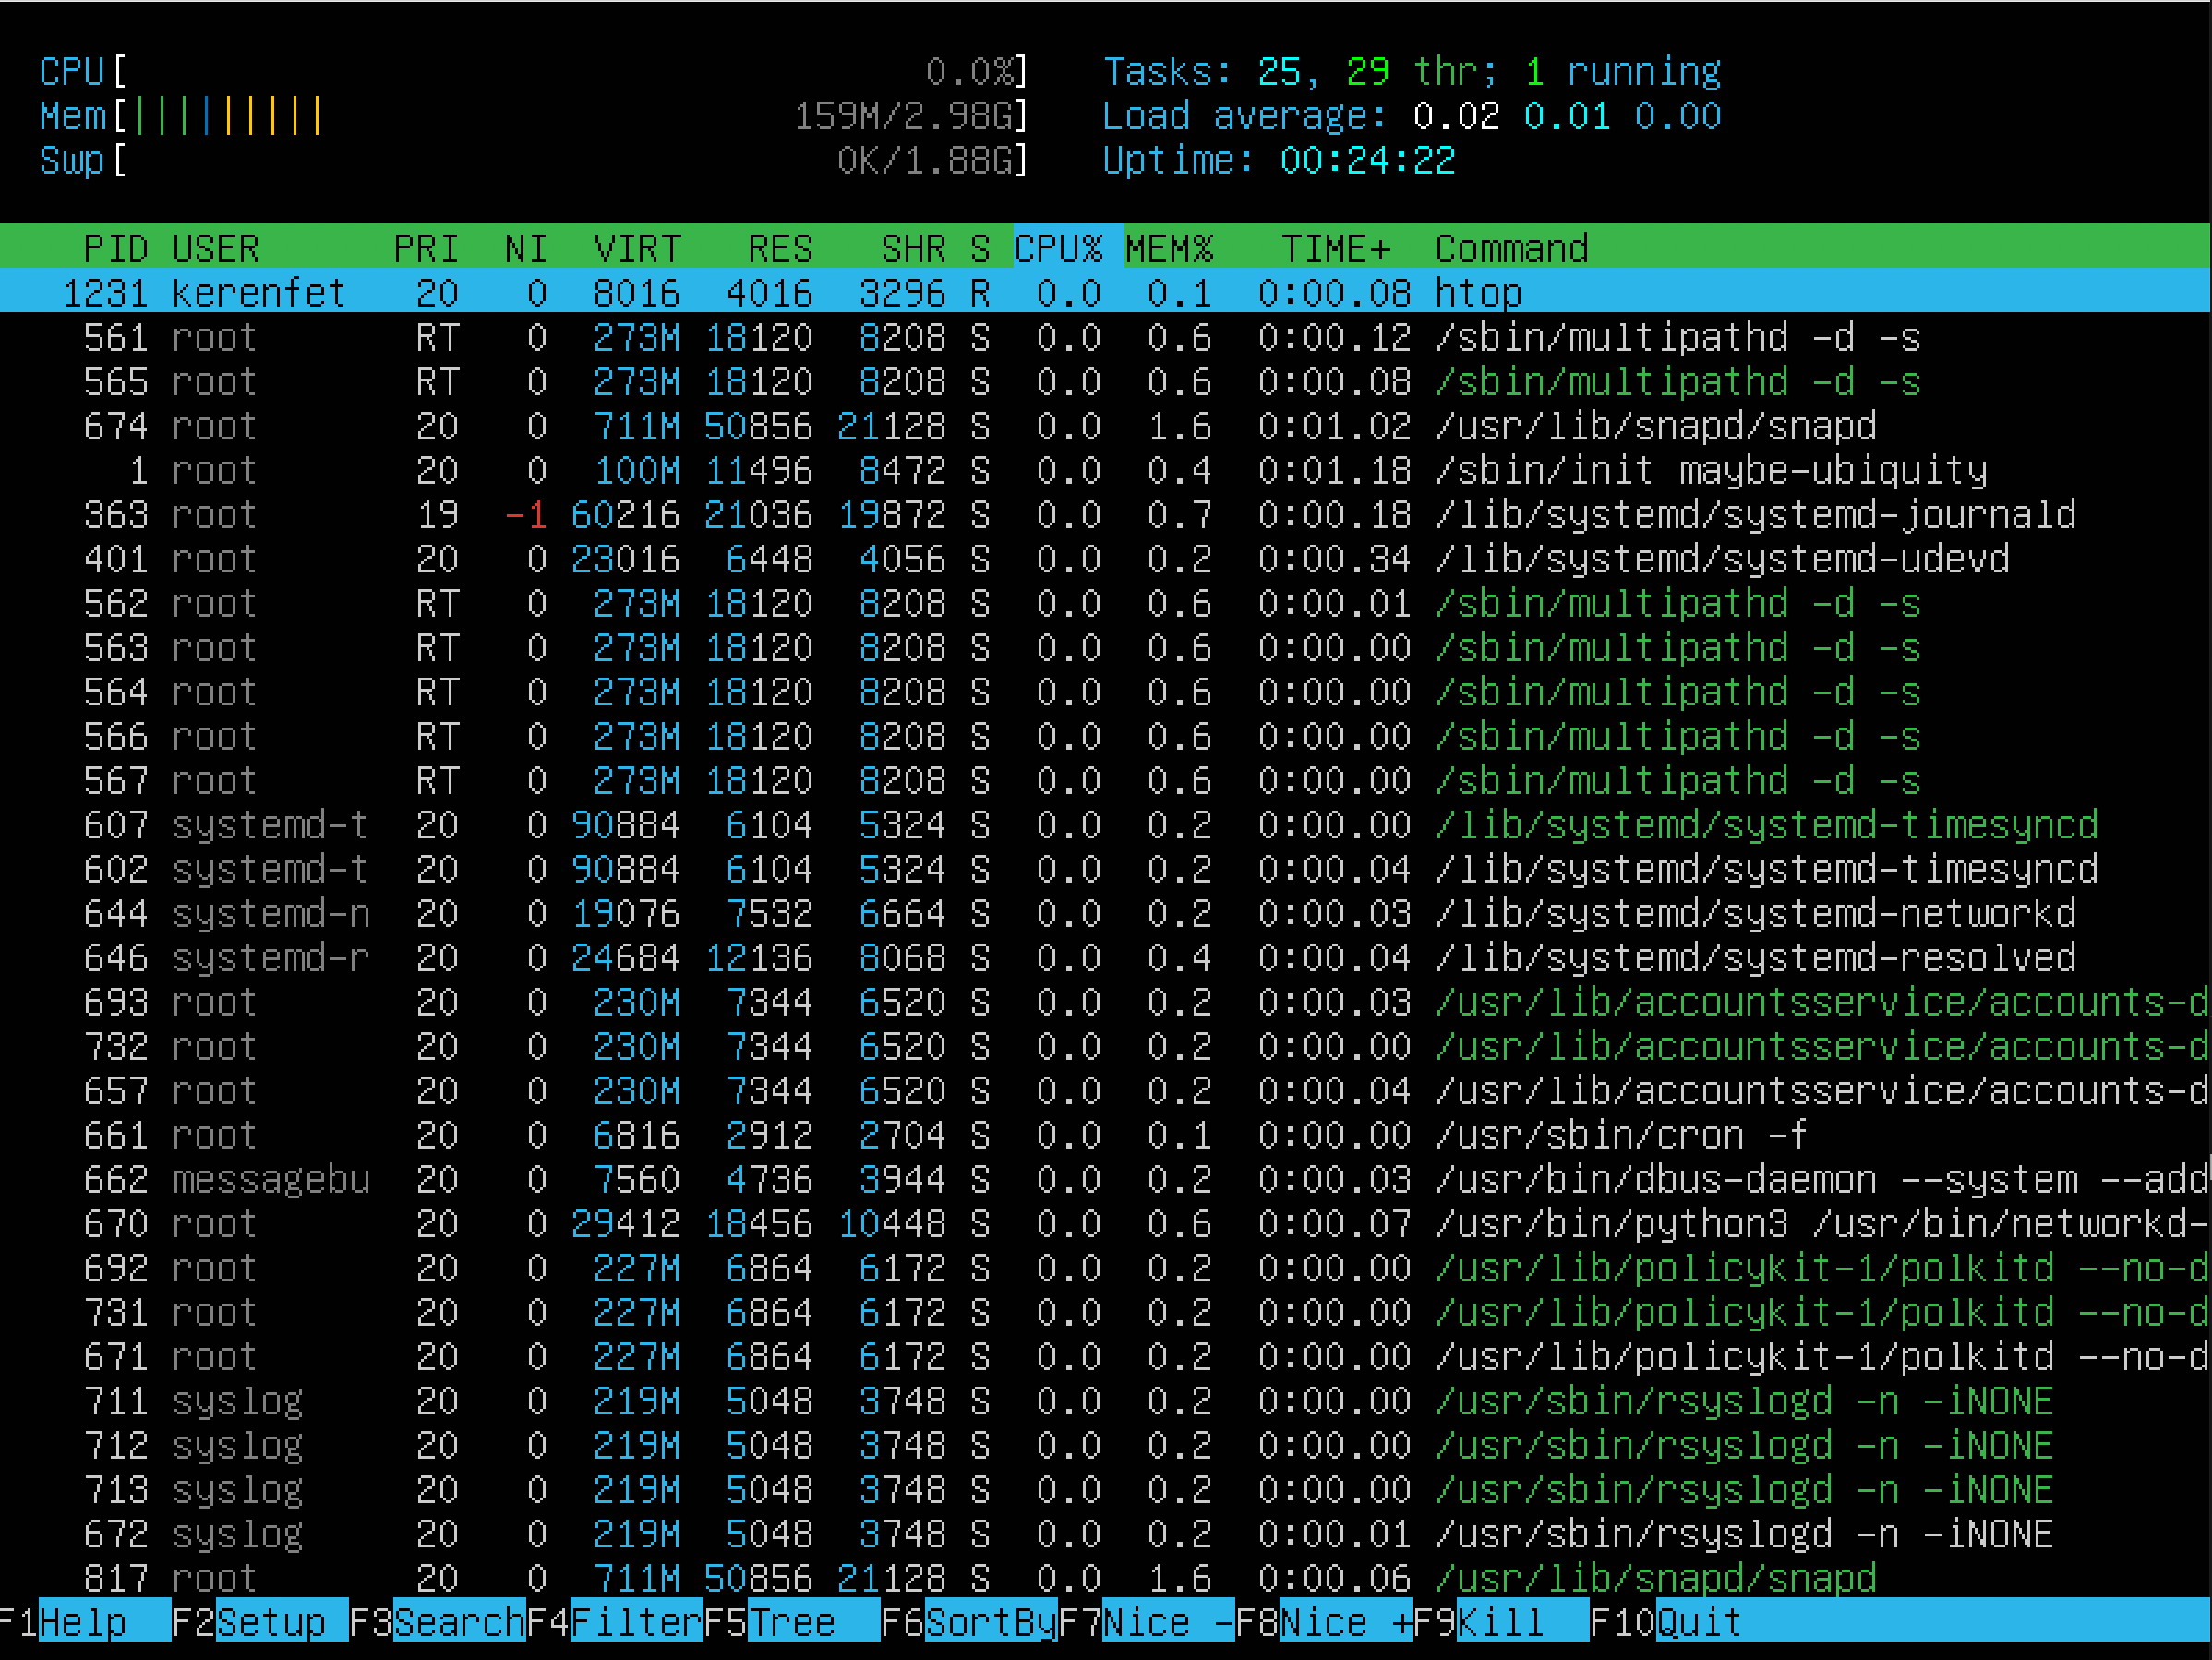 CPU[ 0.0%] Tasks: 25, 29 thr; 1 running
Mem[||||||||| 159M/2.98G] Load average: 0.02 0.01 0.00
Swp[ 0K/1.88G] Uptime: 00:24:22
PID USER PRI NI VIRT RES SHR S CPU% MEM% TIME+ Command
1231 kerenfet 20 0 8016 4016 3296 R 0.0 0.1 0:00.08 htop
561 root RT 0 273M 18120 8208 S 0.0 0.6 0:00.12 /sbin/multipathd -d -s
565 root RT 0 273M 18120 8208 S 0.0 0.6 0:00.08 /sbin/multipathd -d -s
674 root 20 0 711M 50856 21128 S 0.0 1.6 0:01.02 /usr/lib/snapd/snapd
1 root 20 0 100M 11496 8472 S 0.0 0.4 0:01.18 /sbin/init maybe-ubiquity
363 root 19 -1 60216 21036 19872 S 0.0 0.7 0:00.18 /lib/systemd/systemd-journald
401 root 20 0 23016 6448 4056 S 0.0 0.2 0:00.34 /lib/systemd/systemd-udevd
562 root RT 0 273M 18120 8208 S 0.0 0.6 0:00.01 /sbin/multipathd -d -s
563 root RT 0 273M 18120 8208 S 0.0 0.6 0:00.00 /sbin/multipathd -d -s
564 root RT 0 273M 18120 8208 S 0.0 0.6 0:00.00 /sbin/multipathd -d -s
566 root RT 0 273M 18120 8208 S 0.0 0.6 0:00.00 /sbin/multipathd -d -s
567 root RT 0 273M 18120 8208 S 0.0 0.6 0:00.00 /sbin/multipathd -d -s
607 systemd-t 20 0 90884 6104 5324 S 0.0 0.2 0:00.00 /lib/systemd/systemd-timesyncd
602 systemd-t 20 0 90884 6104 5324 S 0.0 0.2 0:00.04 /lib/systemd/systemd-timesyncd
644 systemd-n 20 0 19076 7532 6664 S 0.0 0.2 0:00.03 /lib/systemd/systemd-networkd
646 systemd-r 20 0 24684 12136 8068 S 0.0 0.4 0:00.04 /lib/systemd/systemd-resolved
693 root 20 0 230M 7344 6520 S 0.0 0.2 0:00.03 /usr/lib/accountsservice/accounts-d
732 root 20 0 230M 7344 6520 S 0.0 0.2 0:00.00 /usr/lib/accountsservice/accounts-d
657 root 20 0 230M 7344 6520 S 0.0 0.2 0:00.04 /usr/lib/accountsservice/accounts-d
661 root 20 0 6816 2912 2704 S 0.0 0.1 0:00.00 /usr/sbin/cron -f
662 messagebu 20 0 7560 4736 3944 S 0.0 0.2 0:00.03 /usr/bin/dbus-daemon --system --add
670 root 20 0 29412 18456 10448 S 0.0 0.6 0:00.07 /usr/bin/python3 /usr/bin/networkd-
692 root 20 0 227M 6864 6172 S 0.0 0.2 0:00.00 /usr/lib/policykit-1/polkitd --no-d
731 root 20 0 227M 6864 6172 S 0.0 0.2 0:00.00 /usr/lib/policykit-1/polkitd --no-d
671 root 20 0 227M 6864 6172 S 0.0 0.2 0:00.00 /usr/lib/policykit-1/polkitd --no-d
711 syslog 20 0 219M 5048 3748 S 0.0 0.2 0:00.00 /usr/sbin/rsyslogd -n -iNONE
712 syslog 20 0 219M 5048 3748 S 0.0 0.2 0:00.00 /usr/sbin/rsyslogd -n -iNONE
713 syslog 20 0 219M 5048 3748 S 0.0 0.2 0:00.00 /usr/sbin/rsyslogd -n -iNONE
672 syslog 20 0 219M 5048 3748 S 0.0 0.2 0:00.01 /usr/sbin/rsyslogd -n -iNONE
817 root 20 0 711M 50856 21128 S 0.0 1.6 0:00.06 /usr/lib/snapd/snapd
F1Help F2Setup F3SearchF4FilterF5Tree F6SortByF7Nice -F8Nice +F9Kill F10Quit